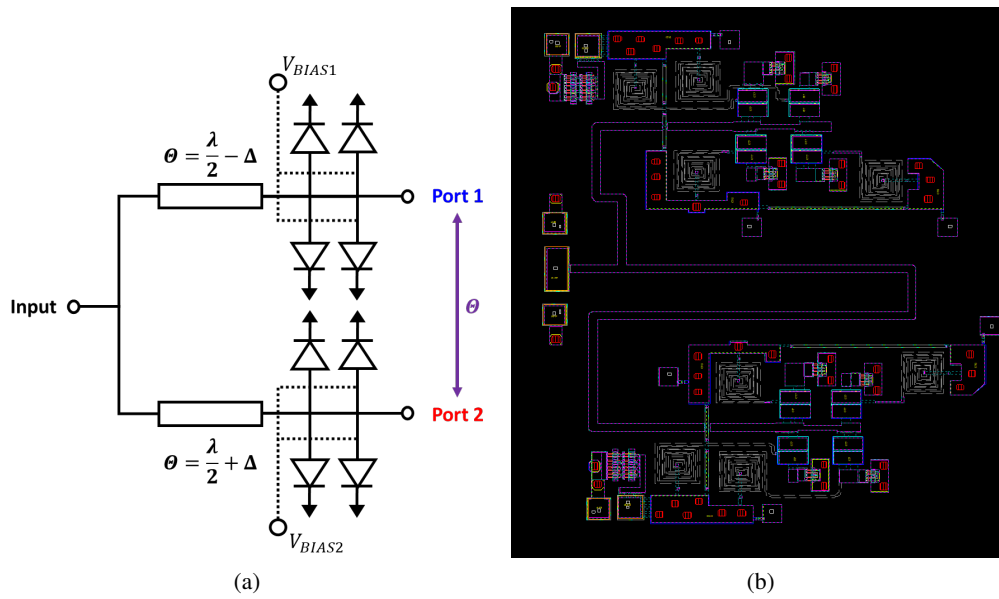 V_BIAS1
Θ = λ/2 − Δ
Port 1
Input
Θ
Port 2
Θ = λ/2 + Δ
V_BIAS2
(a)
(b)